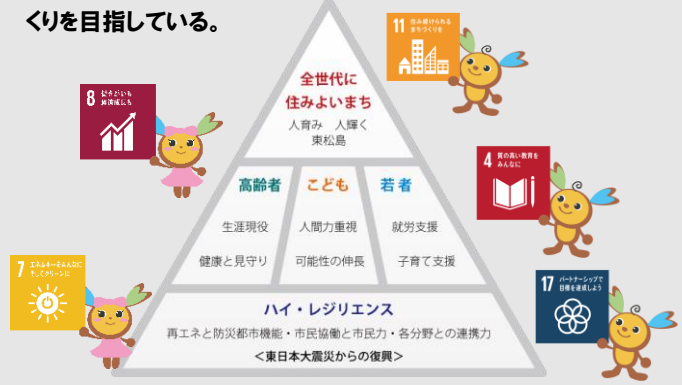 くりを目指している。
11 住み続けられる
まちづくりを
全世代に
住みよいまち
人育み 人輝く
東松島
8 働きがいも
経済成長も
4 質の高い教育を
みんなに
高齢者 こども 若者
生涯現役 人間力重視 就労支援
健康と見守り 可能性の伸長 子育て支援
7 エネルギーをみんなに
そしてクリーンに
17 パートナーシップで
目標を達成しよう
ハイ・レジリエンス
再エネと防災都市機能・市民協働と市民力・各分野との連携力
<東日本大震災からの復興>